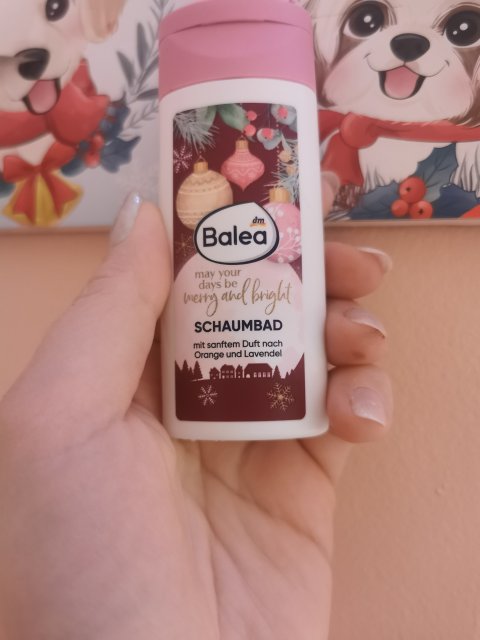 dm
Balea
may your
days be
merry and bright
SCHAUMBAD
mit sanftem Duft nach
Orange und Lavendel